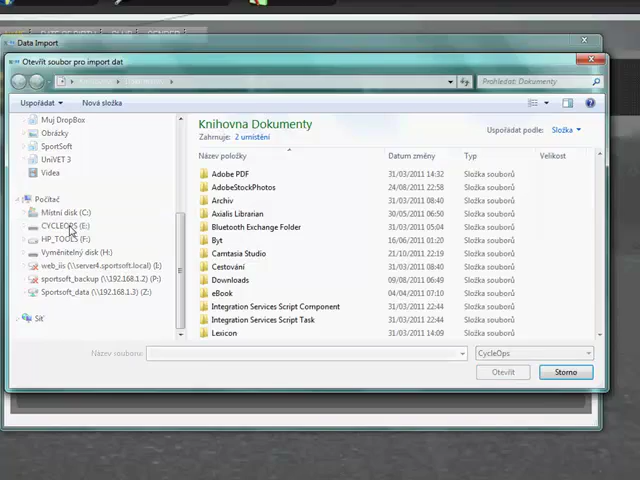 NAME DATE OF BIRTH CLUB GENDER
Data Import
Otevřít soubor pro import dat
Prohledat: Dokumenty
Uspořádat
Nová složka
Muj DropBox
Obrázky
SportSoft
UniVET 3
Videa
Počítač
Místní disk (C:)
CYCLEOPS (E:)
HP_TOOLS (F:)
Vyměnitelný disk (H:)
web_iis (\\server4.sportsoft.local) (I:)
sportsoft_backup (\\192.168.1.2) (P:)
Sportsoft_data (\\192.168.1.3) (Z:)
Síť
Knihovna Dokumenty
Zahrnuje: 2 umístění
Uspořádat podle: Složka
Název položky Datum změny Typ Velikost
Adobe PDF 31/03/2011 14:32 Složka souborů
AdobeStockPhotos 24/08/2011 22:58 Složka souborů
Archiv 31/03/2011 08:40 Složka souborů
Axialis Librarian 30/05/2011 06:50 Složka souborů
Bluetooth Exchange Folder 31/03/2011 05:04 Složka souborů
Byt 16/06/2011 01:20 Složka souborů
Camtasia Studio 21/10/2011 22:19 Složka souborů
Cestování 31/03/2011 08:27 Složka souborů
Downloads 09/08/2011 06:49 Složka souborů
eBook 04/04/2011 07:10 Složka souborů
Integration Services Script Component 31/03/2011 22:44 Složka souborů
Integration Services Script Task 31/03/2011 22:44 Složka souborů
Lexicon 31/03/2011 14:09 Složka souborů
Název souboru:
CycleOps
Otevřít
Storno